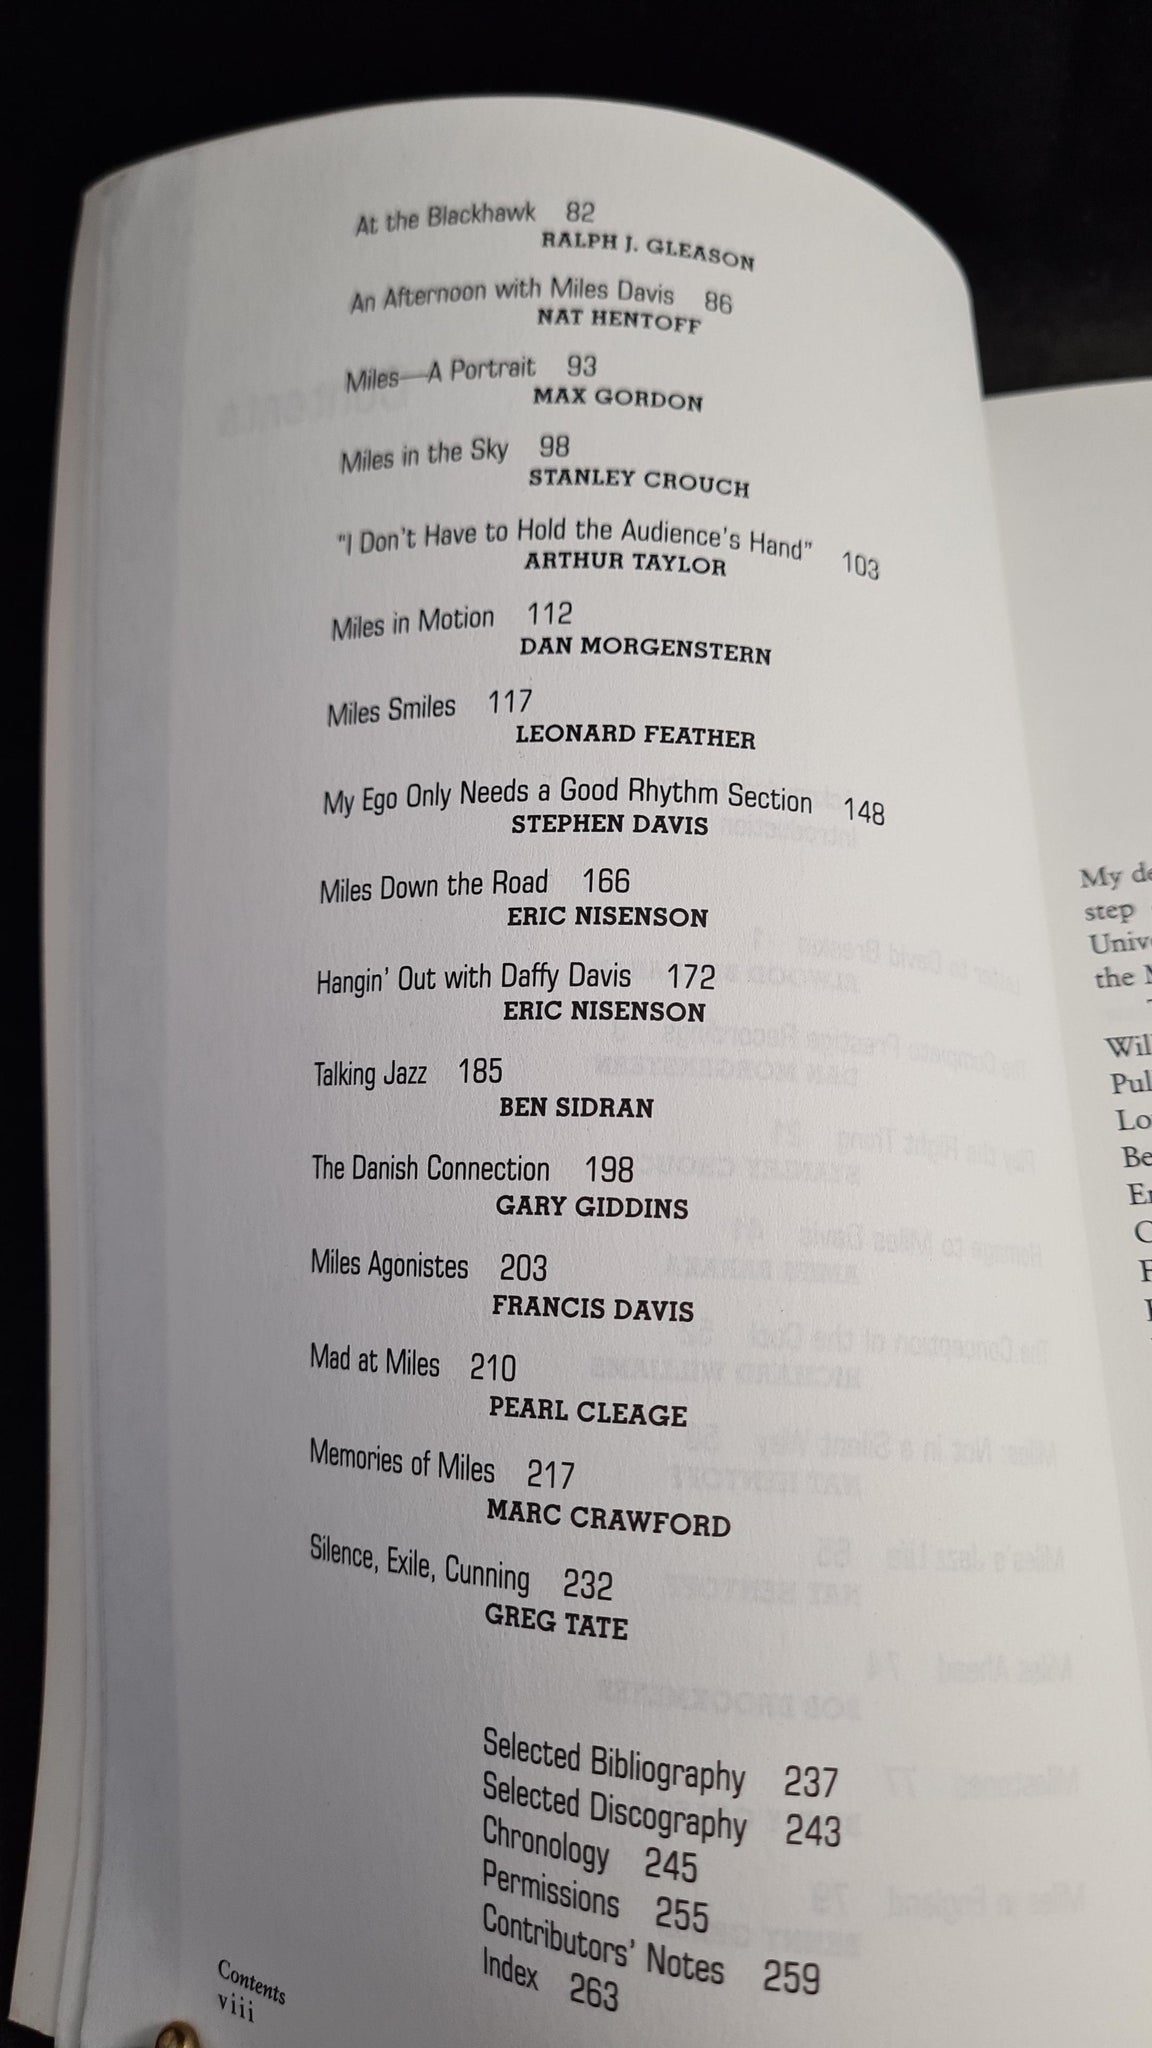 At the Blackhawk 82
RALPH J. GLEASON
An Afternoon with Miles Davis 86
NAT HENTOFF
Miles—A Portrait 93
MAX GORDON
Miles in the Sky 98
STANLEY CROUCH
"I Don't Have to Hold the Audience's Hand" 103
ARTHUR TAYLOR
Miles in Motion 112
DAN MORGENSTERN
Miles Smiles 117
LEONARD FEATHER
My Ego Only Needs a Good Rhythm Section 148
STEPHEN DAVIS
Miles Down the Road 166
ERIC NISENSON
Hangin' Out with Daffy Davis 172
ERIC NISENSON
Talking Jazz 185
BEN SIDRAN
The Danish Connection 198
GARY GIDDINS
Miles Agonistes 203
FRANCIS DAVIS
Mad at Miles 210
PEARL CLEAGE
Memories of Miles 217
MARC CRAWFORD
Silence, Exile, Cunning 232
GREG TATE
Selected Bibliography 237
Selected Discography 243
Chronology 245
Permissions 255
Contributors' Notes 259
Index 263
Contents
viii
My
step
the